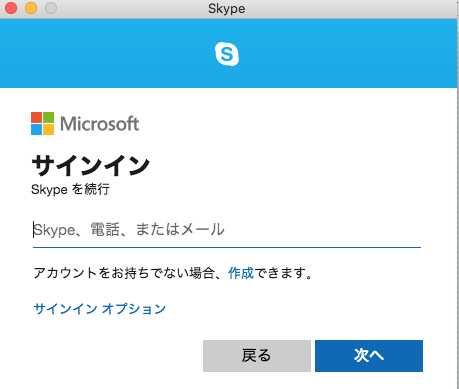 Skype
S
Microsoft
サインイン
Skype を続行
Skype、電話、またはメール
アカウントをお持ちでない場合、作成できます。
サインイン オプション
戻る
次へ